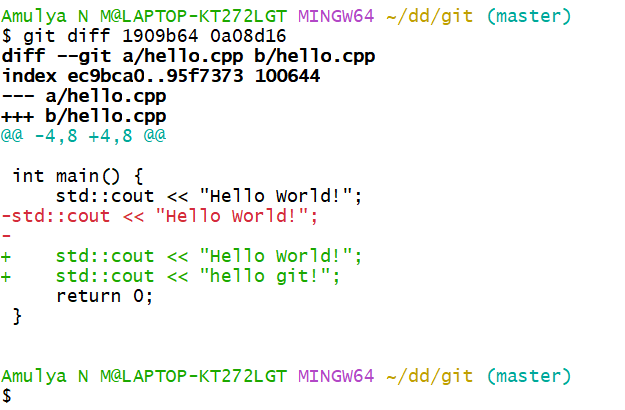 Amulya N M@LAPTOP-KT272LGT MINGW64 ~/dd/git (master)
$ git diff 1909b64 0a08d16
diff --git a/hello.cpp b/hello.cpp
index ec9bca0..95f7373 100644
--- a/hello.cpp
+++ b/hello.cpp
@@ -4,8 +4,8 @@

 int main() {
     std::cout << "Hello World!";
-std::cout << "Hello World!";
-
+    std::cout << "Hello World!";
+    std::cout << "hello git!";
     return 0;
 }

Amulya N M@LAPTOP-KT272LGT MINGW64 ~/dd/git (master)
$